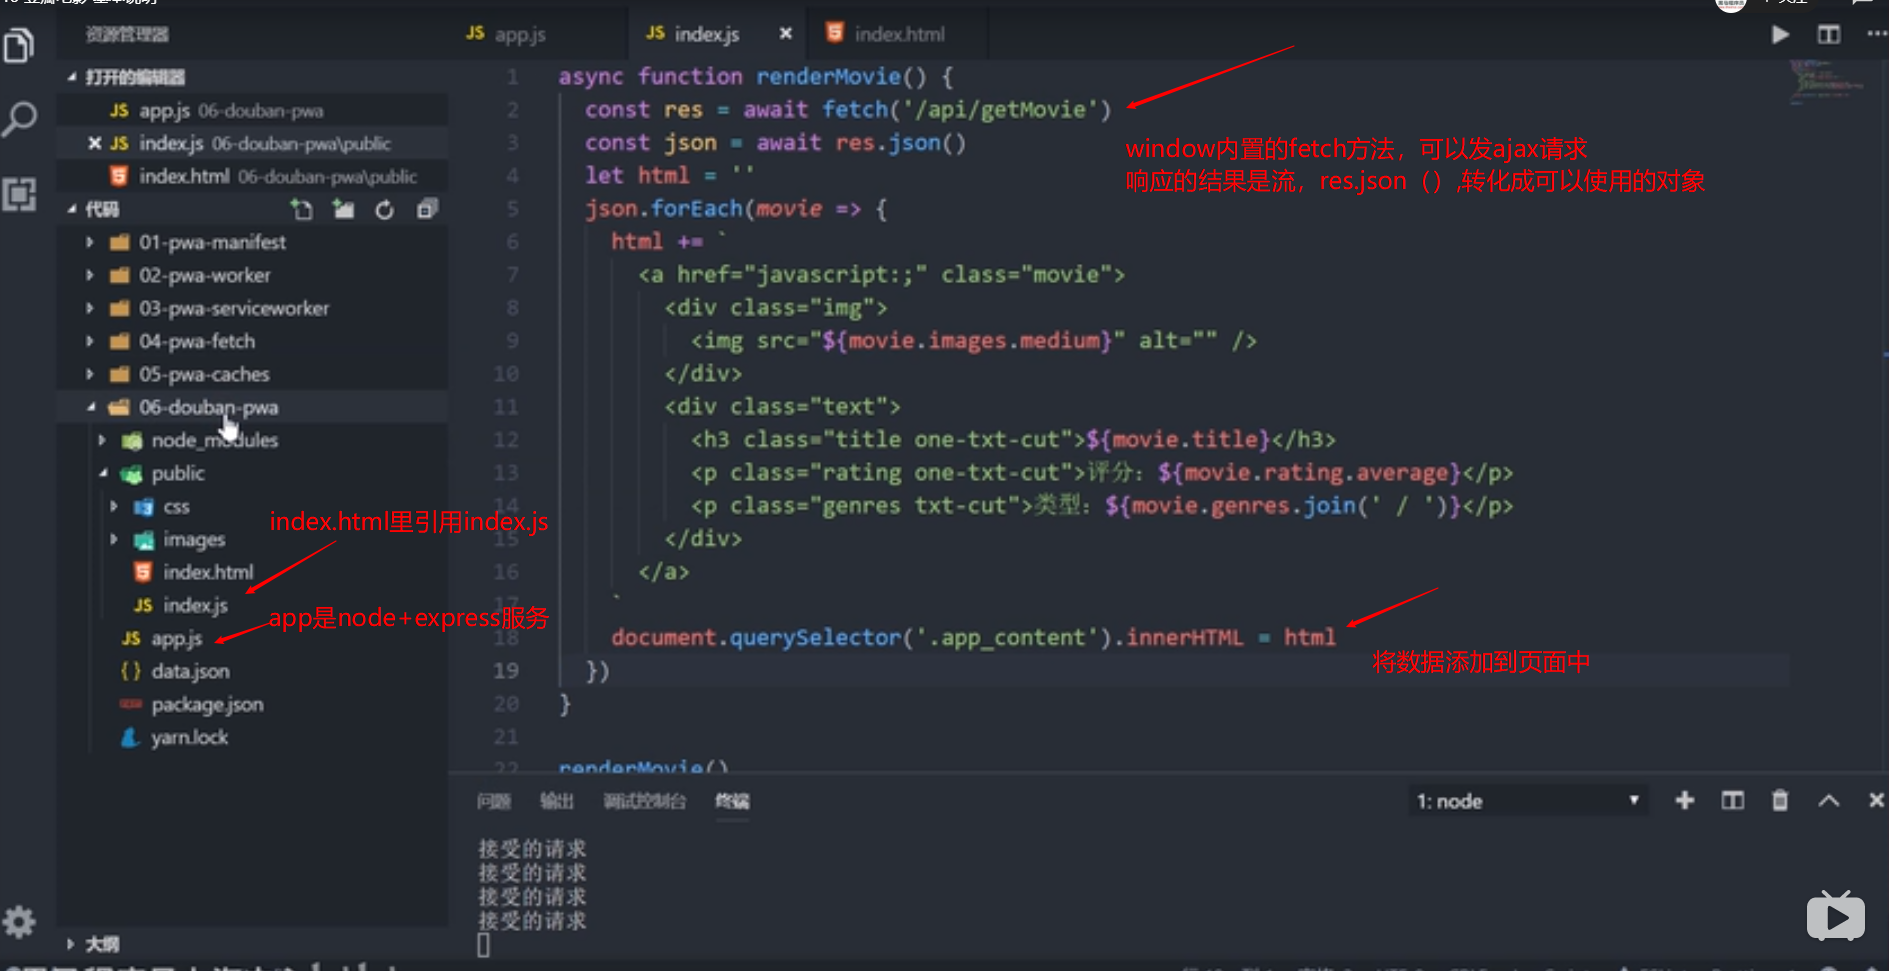 资源管理器
JS app.js
JS index.js
index.html
打开的编辑器
JS app.js 06-douban-pwa
JS index.js 06-douban-pwa\public
index.html 06-douban-pwa\public
代码
01-pwa-manifest
02-pwa-worker
03-pwa-serviceworker
04-pwa-fetch
05-pwa-caches
06-douban-pwa
node_modules
public
css
images
index.html
JS index.js
JS app.js
{} data.json
package.json
yarn.lock
大纲
index.html里引用index.js
app是node+express服务
1 async function renderMovie() {
2 const res = await fetch('/api/getMovie')
3 const json = await res.json()
4 let html = ''
5 json.forEach(movie => {
6 html += `
7 <a href="javascript:;" class="movie">
8 <div class="img">
9 <img src="${movie.images.medium}" alt="" />
10 </div>
11 <div class="text">
12 <h3 class="title one-txt-cut">${movie.title}</h3>
13 <p class="rating one-txt-cut">评分: ${movie.rating.average}</p>
14 <p class="genres txt-cut">类型: ${movie.genres.join(' / ')}</p>
15 </div>
16 </a>
17 `
18 document.querySelector('.app_content').innerHTML = html
19 })
20 }
21
22 renderMovie()
window内置的fetch方法，可以发ajax请求
响应的结果是流，res.json（）,转化成可以使用的对象
将数据添加到页面中
问题 输出 调试控制台 终端
1: node
接受的请求
接受的请求
接受的请求
接受的请求